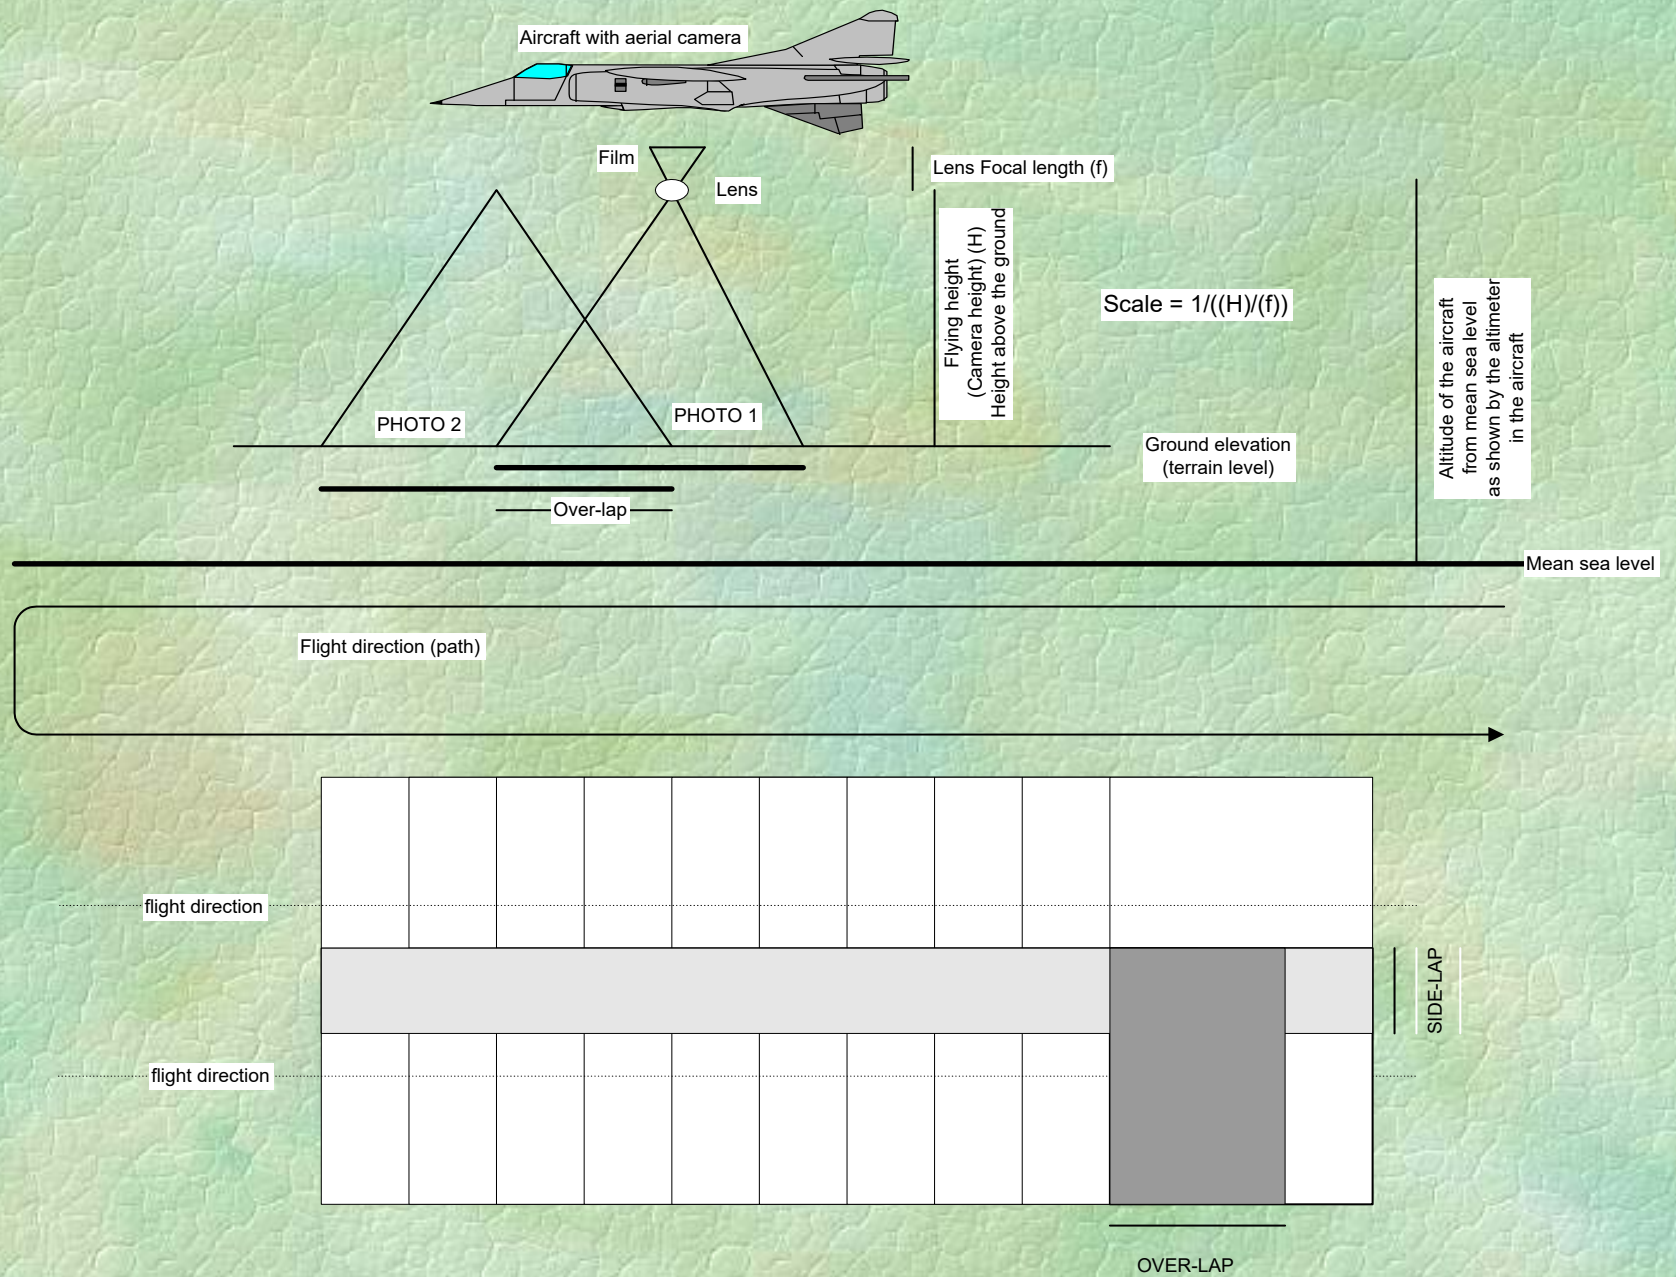 Aircraft with aerial camera
Film
Lens Focal length (f)
Lens
Flying height
(Camera height) (H)
Height above the ground
Scale = 1/((H)/(f))
Altitude of the aircraft
from mean sea level
as shown by the altimeter
in the aircraft
PHOTO 2
PHOTO 1
Ground elevation
(terrain level)
Over-lap
Mean sea level
Flight direction (path)
flight direction
SIDE-LAP
flight direction
OVER-LAP